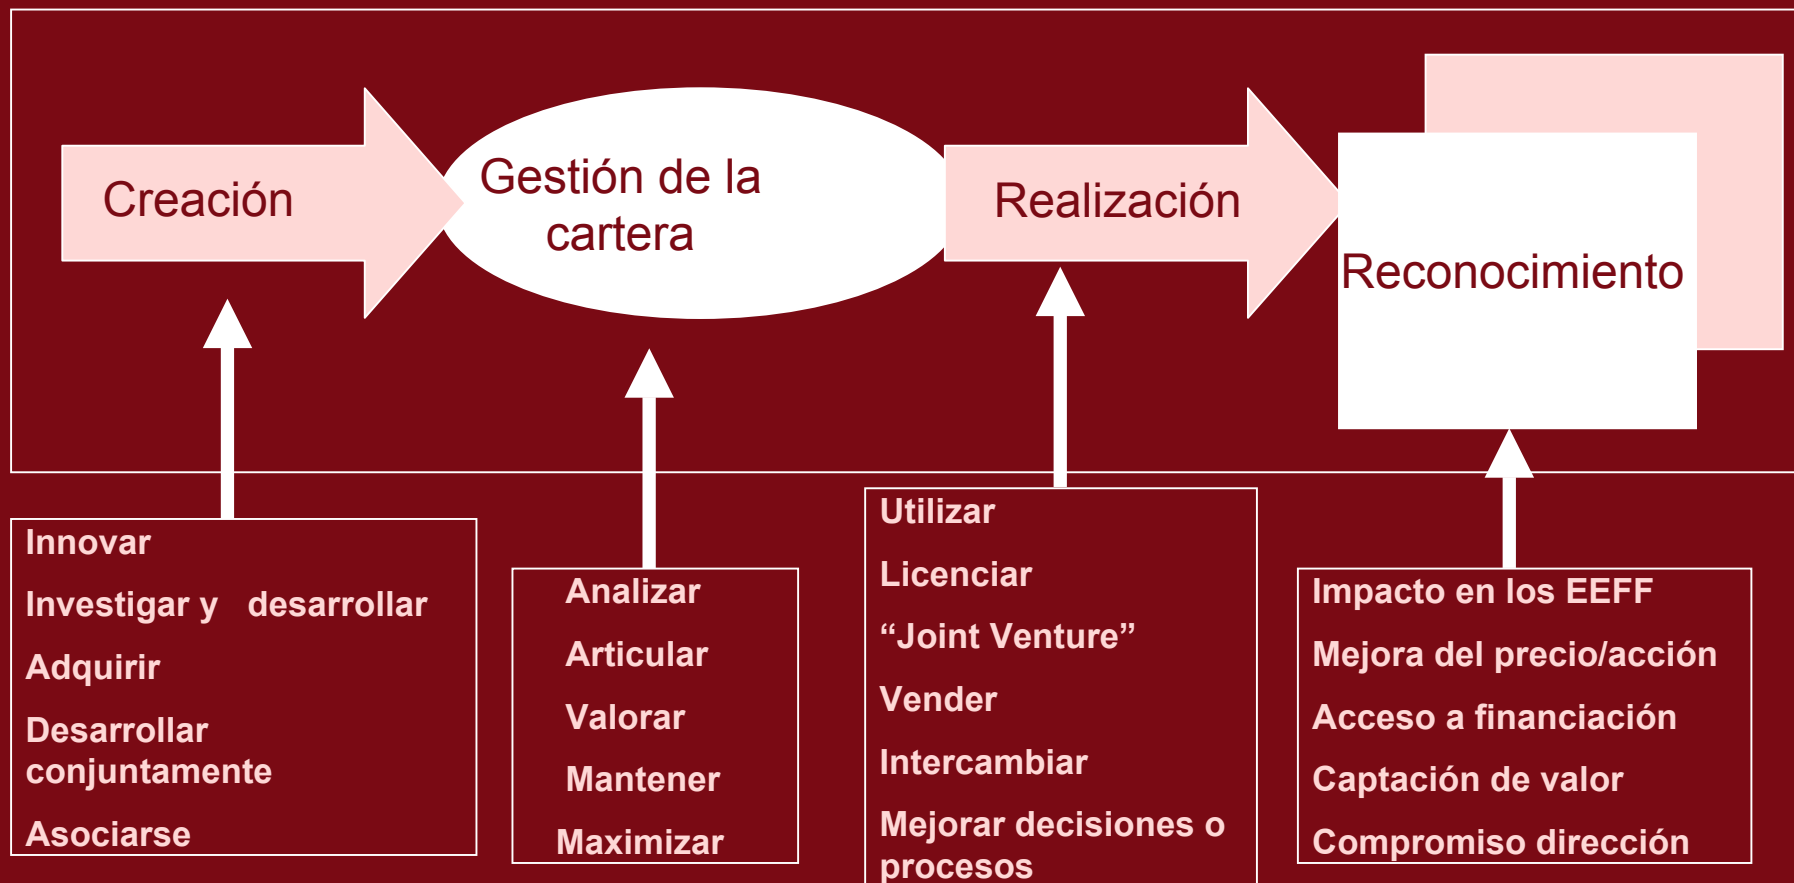 Creación
Gestión de la
cartera
Realización
Reconocimiento
Innovar
Investigar y desarrollar
Adquirir
Desarrollar
conjuntamente
Asociarse
Analizar
Articular
Valorar
Mantener
Maximizar
Utilizar
Licenciar
“Joint Venture”
Vender
Intercambiar
Mejorar decisiones o
procesos
Impacto en los EEFF
Mejora del precio/acción
Acceso a financiación
Captación de valor
Compromiso dirección